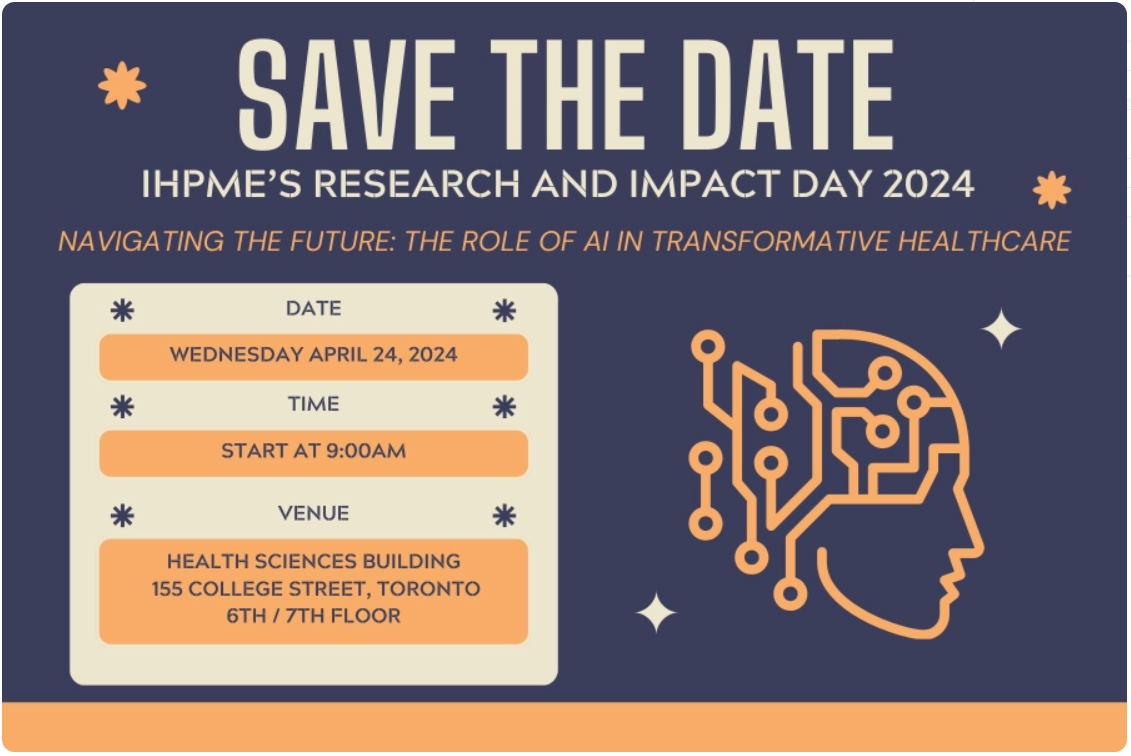 SAVE THE DATE
IHPME'S RESEARCH AND IMPACT DAY 2024
NAVIGATING THE FUTURE: THE ROLE OF AI IN TRANSFORMATIVE HEALTHCARE
DATE
WEDNESDAY APRIL 24, 2024
TIME
START AT 9:00AM
VENUE
HEALTH SCIENCES BUILDING
155 COLLEGE STREET, TORONTO
6TH / 7TH FLOOR